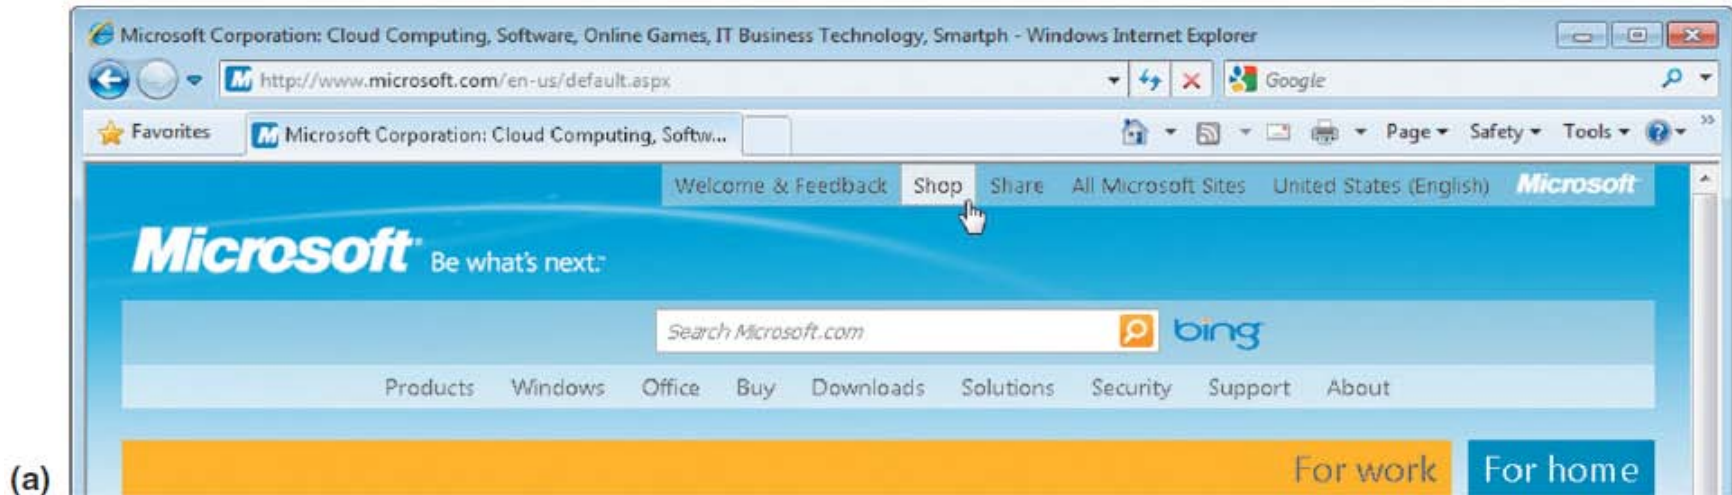 Microsoft Corporation: Cloud Computing, Software, Online Games, IT Business Technology, Smartph - Windows Internet Explorer
http://www.microsoft.com/en-us/default.aspx Google
Favorites Microsoft Corporation: Cloud Computing, Softw... Page Safety Tools
Welcome & Feedback Shop Share All Microsoft Sites United States (English) Microsoft
Microsoft® Be what's next.™
Search Microsoft.com bing
Products Windows Office Buy Downloads Solutions Security Support About
For work For home
(a)